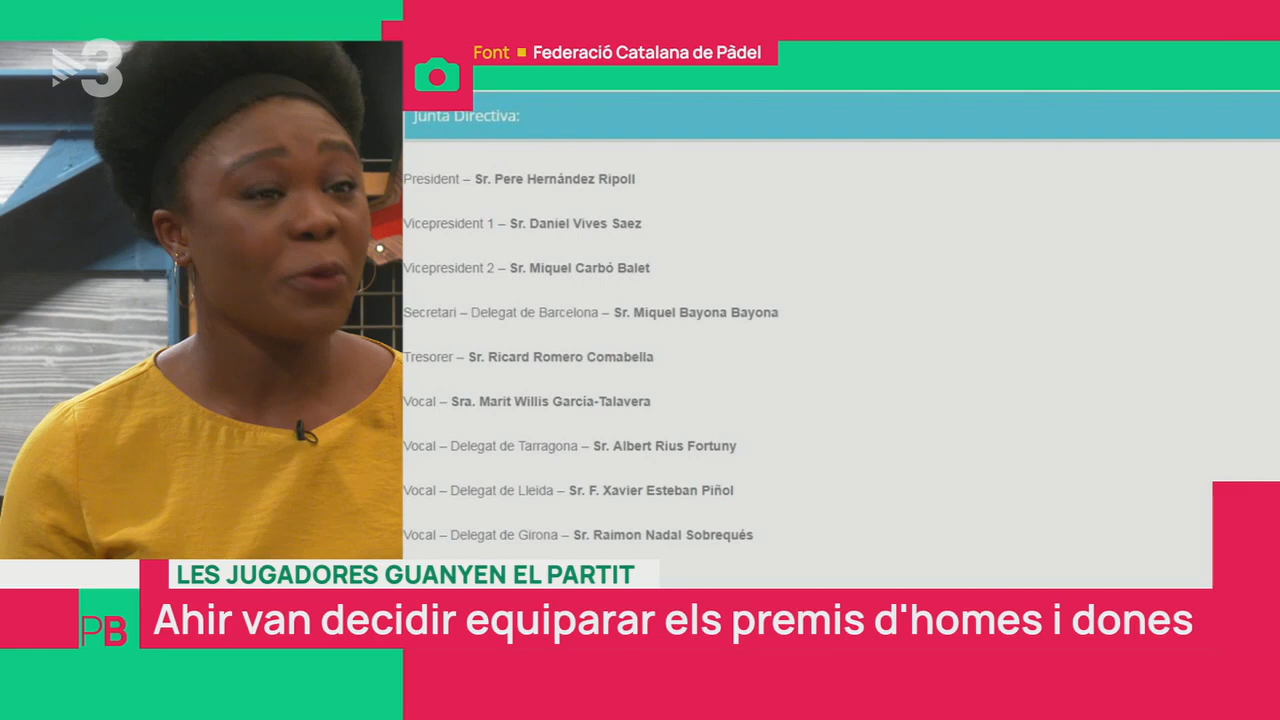 3
Font Federació Catalana de Pàdel
Junta Directiva:
President – Sr. Pere Hernández Ripoll
Vicepresident 1 – Sr. Daniel Vives Saez
Vicepresident 2 – Sr. Miquel Carbó Balet
Secretari – Delegat de Barcelona – Sr. Miquel Bayona Bayona
Tresorer – Sr. Ricard Romero Comabella
Vocal – Sra. Marit Willis García-Talavera
Vocal – Delegat de Tarragona – Sr. Albert Rius Fortuny
Vocal – Delegat de Lleida – Sr. F. Xavier Esteban Piñol
Vocal – Delegat de Girona – Sr. Raimon Nadal Sobrequés
LES JUGADORES GUANYEN EL PARTIT
PB
Ahir van decidir equiparar els premis d'homes i dones